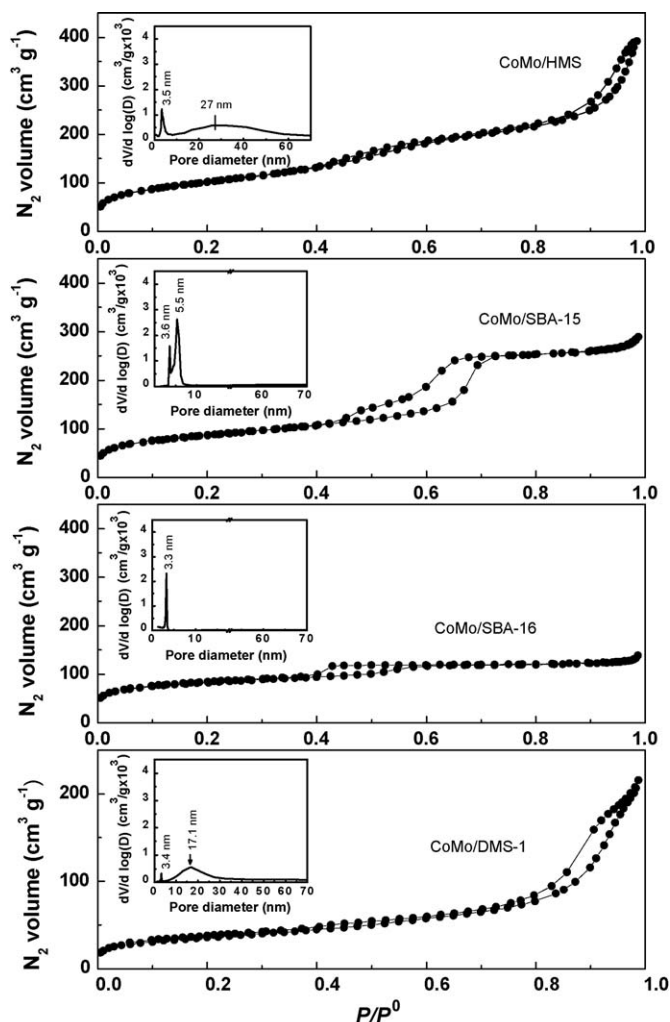 N₂ volume (cm³ g⁻¹)
400
300
200
100
0
0.0 0.2 0.4 0.6 0.8 1.0
CoMo/HMS
dV/d log(D) (cm³/gx10³)
4
3
2
1
0
0 20 40 60
Pore diameter (nm)
3.5 nm
27 nm
N₂ volume (cm³ g⁻¹)
400
300
200
100
0
0.0 0.2 0.4 0.6 0.8 1.0
CoMo/SBA-15
dV/d log(D) (cm³/gx10³)
4
3
2
1
0
10 60 70
Pore diameter (nm)
3.6 nm
5.5 nm
N₂ volume (cm³ g⁻¹)
400
300
200
100
0
0.0 0.2 0.4 0.6 0.8 1.0
CoMo/SBA-16
dV/d log(D) (cm³/gx10³)
4
3
2
1
0
0 10 60 70
Pore diameter (nm)
3.3 nm
N₂ volume (cm³ g⁻¹)
200
100
0
0.0 0.2 0.4 0.6 0.8 1.0
CoMo/DMS-1
dV/d log(D) (cm³/gx10³)
4
3
2
1
0
0 10 20 30 40 50 60 70
Pore diameter (nm)
3.4 nm
17.1 nm
P/P⁰